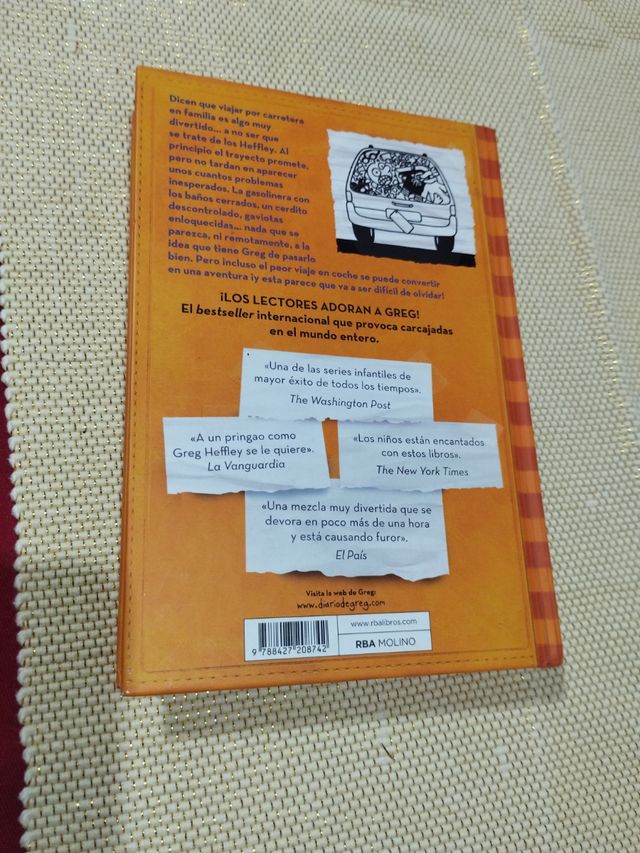 Dicen que viajar por carretera
en familia es algo muy
divertido... a no ser que
se trate de los Heffley. Al
principio el trayecto promete,
pero no tardan en aparecer
unos cuantos problemas
inesperados. La gasolinera con
los baños cerrados, un cerdito
descontrolado, gaviotas
enloquecidas... nada que se
parezca, ni remotamente, a la
idea que tiene Greg de pasarlo
bien. Pero incluso el peor viaje en coche se puede convertir
en una aventura ¡y esta parece que va a ser difícil de olvidar!
¡LOS LECTORES ADORAN A GREG!
El bestseller internacional que provoca carcajadas
en el mundo entero.
«Una de las series infantiles de
mayor éxito de todos los tiempos».
The Washington Post
«A un pringao como
Greg Heffley se le quiere».
La Vanguardia
«Los niños están encantados
con estos libros».
The New York Times
«Una mezcla muy divertida que se
devora en poco más de una hora
y está causando furor».
El País
Visita la web de Greg:
www.diariodegreg.com
www.rbalibros.com
RBA MOLINO
9 788427 208742